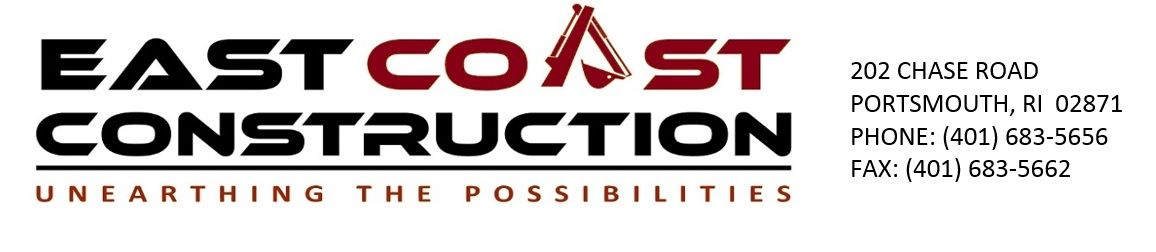 EAST COAST
CONSTRUCTION
UNEARTHING THE POSSIBILITIES
202 CHASE ROAD
PORTSMOUTH, RI  02871
PHONE: (401) 683-5656
FAX: (401) 683-5662